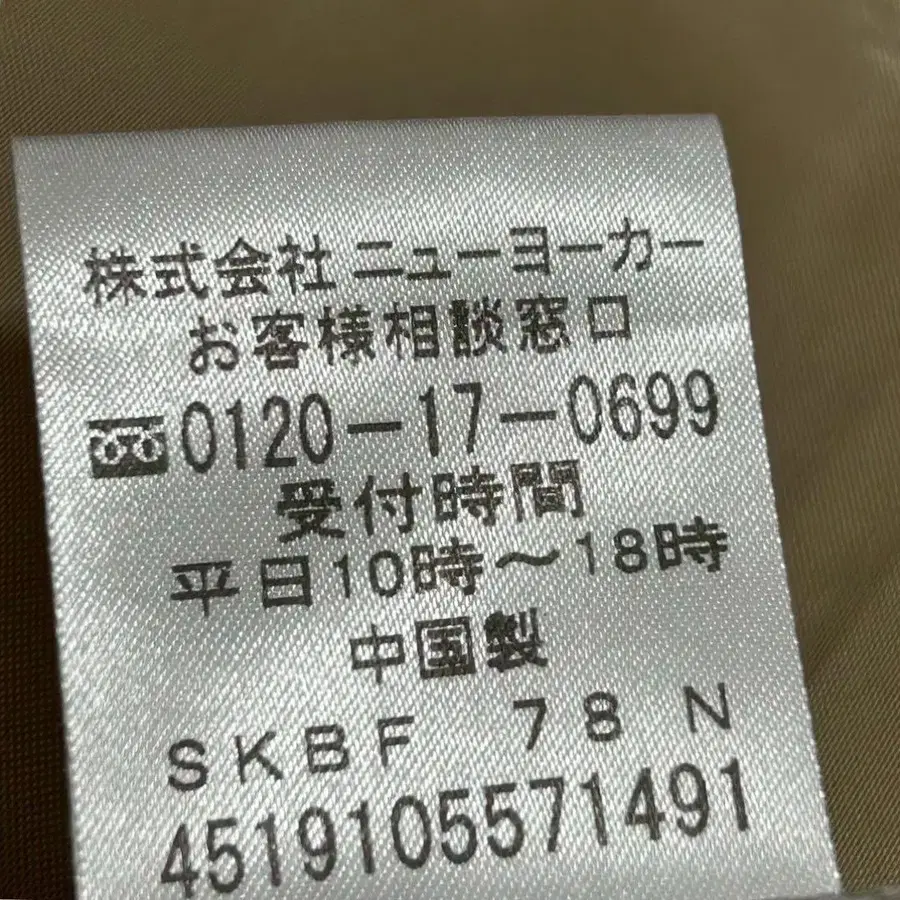 株式会社 ニューヨーカー
お客様相談窓口
0120-17-0699
受付時間
平日10時～18時
中国製
SKBF 78N
4519105571491